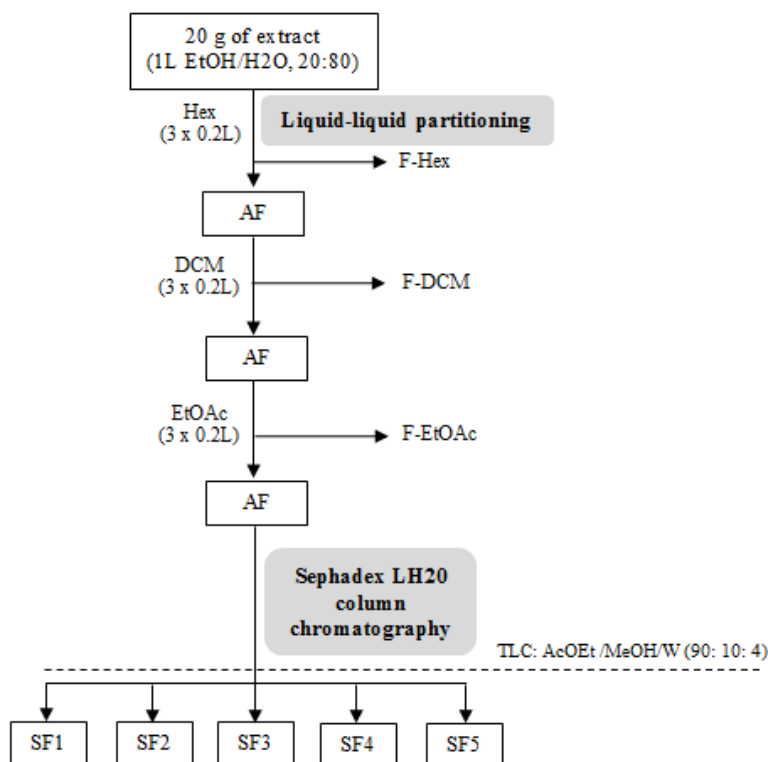 20 g of extract
(1L EtOH/H2O, 20:80)
Hex
(3 x 0.2L)
Liquid-liquid partitioning
F-Hex
AF
DCM
(3 x 0.2L)
F-DCM
AF
EtOAc
(3 x 0.2L)
F-EtOAc
AF
Sephadex LH20
column
chromatography
TLC: AcOEt /MeOH/W (90: 10: 4)
SF1
SF2
SF3
SF4
SF5